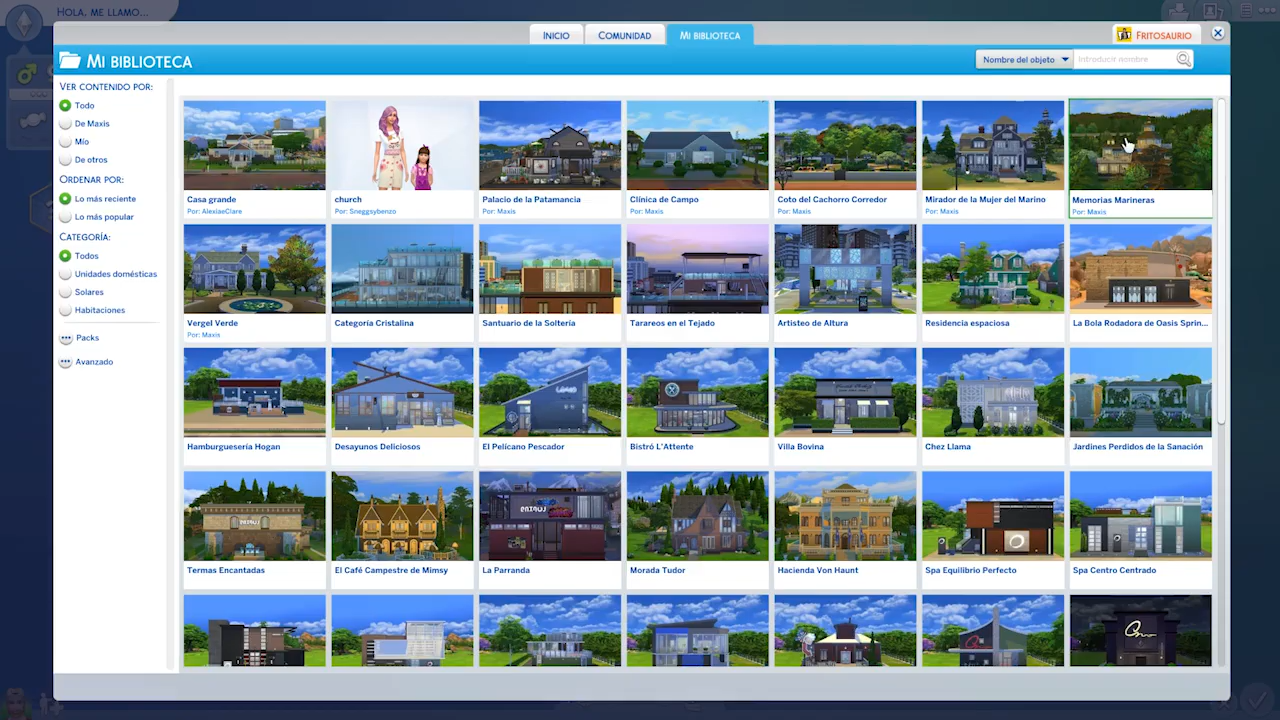 HOLA, ME LLAMO...
INICIO
COMUNIDAD
MI BIBLIOTECA
FRITOSAURIO
MI BIBLIOTECA
Nombre del objeto
Introducir nombre
VER CONTENIDO POR:
Todo
De Maxis
Mío
De otros
ORDENAR POR:
Lo más reciente
Lo más popular
CATEGORÍA:
Todos
Unidades domésticas
Solares
Habitaciones
Packs
Avanzado
Casa grande
Por: AlexiaeClare
church
Por: Sneggsybenzo
Palacio de la Patamancia
Por: Maxis
Clínica de Campo
Por: Maxis
Coto del Cachorro Corredor
Por: Maxis
Mirador de la Mujer del Marino
Por: Maxis
Memorias Marineras
Por: Maxis
Vergel Verde
Por: Maxis
Categoría Cristalina
Santuario de la Soltería
Tarareos en el Tejado
Artisteo de Altura
Residencia espaciosa
La Bola Rodadora de Oasis Sprin...
Hamburguesería Hogan
Desayunos Deliciosos
El Pelícano Pescador
Bistró L'Attente
Villa Bovina
Chez Llama
Jardines Perdidos de la Sanación
Termas Encantadas
El Café Campestre de Mimsy
La Parranda
Morada Tudor
Hacienda Von Haunt
Spa Equilibrio Perfecto
Spa Centro Centrado